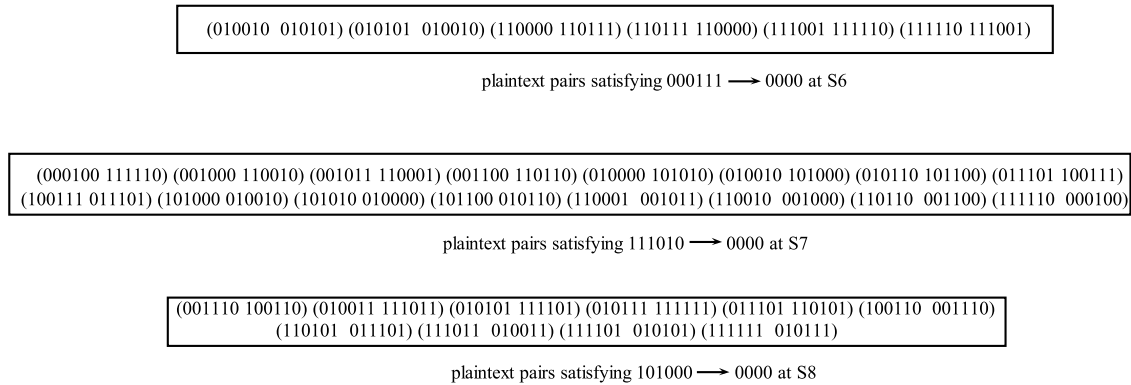 (010010 010101) (010101 010010) (110000 110111) (110111 110000) (111001 111110) (111110 111001)
plaintext pairs satisfying 000111 → 0000 at S6
(000100 111110) (001000 110010) (001011 110001) (001100 110110) (010000 101010) (010010 101000) (010110 101100) (011101 100111)
(100111 011101) (101000 010010) (101010 010000) (101100 010110) (110001 001011) (110010 001000) (110110 001100) (111110 000100)
plaintext pairs satisfying 111010 → 0000 at S7
(001110 100110) (010011 111011) (010101 111101) (010111 111111) (011101 110101) (100110 001110)
(110101 011101) (111011 010011) (111101 010101) (111111 010111)
plaintext pairs satisfying 101000 → 0000 at S8